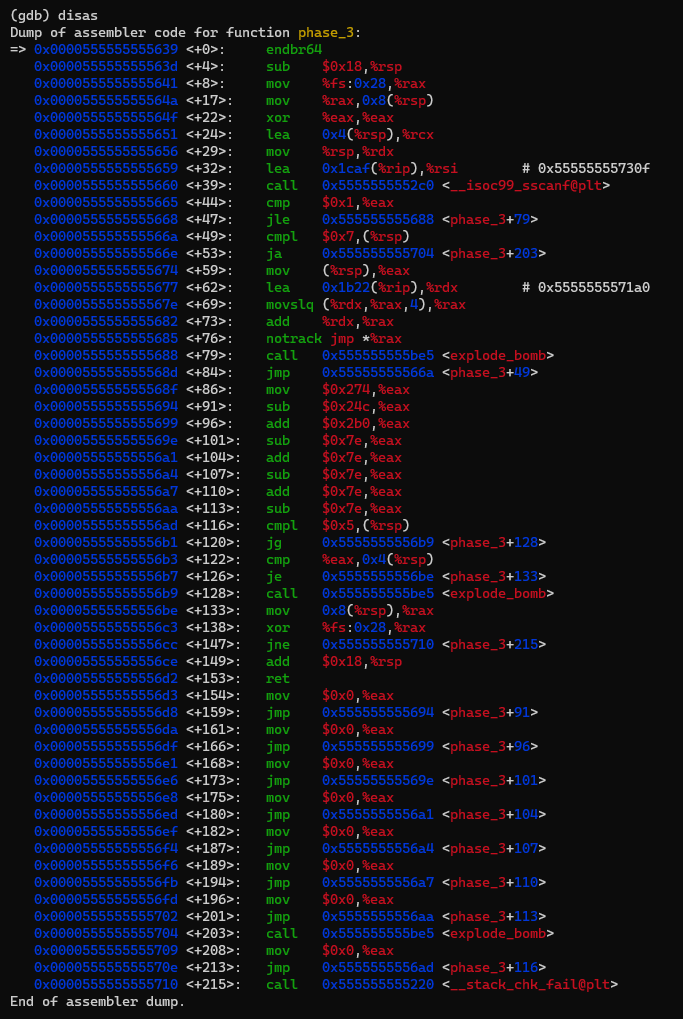 (gdb) disas
Dump of assembler code for function phase_3:
=> 0x0000555555555639 <+0>:     endbr64
   0x000055555555563d <+4>:     sub    $0x18,%rsp
   0x0000555555555641 <+8>:     mov    %fs:0x28,%rax
   0x000055555555564a <+17>:    mov    %rax,0x8(%rsp)
   0x000055555555564f <+22>:    xor    %eax,%eax
   0x0000555555555651 <+24>:    lea    0x4(%rsp),%rcx
   0x0000555555555656 <+29>:    mov    %rsp,%rdx
   0x0000555555555659 <+32>:    lea    0x1caf(%rip),%rsi        # 0x55555555730f
   0x0000555555555660 <+39>:    call   0x5555555552c0 <__isoc99_sscanf@plt>
   0x0000555555555665 <+44>:    cmp    $0x1,%eax
   0x0000555555555668 <+47>:    jle    0x555555555688 <phase_3+79>
   0x000055555555566a <+49>:    cmpl   $0x7,(%rsp)
   0x000055555555566e <+53>:    ja     0x555555555704 <phase_3+203>
   0x0000555555555674 <+59>:    mov    (%rsp),%eax
   0x0000555555555677 <+62>:    lea    0x1b22(%rip),%rdx        # 0x5555555571a0
   0x000055555555567e <+69>:    movslq (%rdx,%rax,4),%rax
   0x0000555555555682 <+73>:    add    %rdx,%rax
   0x0000555555555685 <+76>:    notrack jmp *%rax
   0x0000555555555688 <+79>:    call   0x555555555be5 <explode_bomb>
   0x000055555555568d <+84>:    jmp    0x55555555566a <phase_3+49>
   0x000055555555568f <+86>:    mov    $0x274,%eax
   0x0000555555555694 <+91>:    sub    $0x24c,%eax
   0x0000555555555699 <+96>:    add    $0x2b0,%eax
   0x000055555555569e <+101>:   sub    $0x7e,%eax
   0x00005555555556a1 <+104>:   add    $0x7e,%eax
   0x00005555555556a4 <+107>:   sub    $0x7e,%eax
   0x00005555555556a7 <+110>:   add    $0x7e,%eax
   0x00005555555556aa <+113>:   sub    $0x7e,%eax
   0x00005555555556ad <+116>:   cmpl   $0x5,(%rsp)
   0x00005555555556b1 <+120>:   jg     0x5555555556b9 <phase_3+128>
   0x00005555555556b3 <+122>:   cmp    %eax,0x4(%rsp)
   0x00005555555556b7 <+126>:   je     0x5555555556be <phase_3+133>
   0x00005555555556b9 <+128>:   call   0x555555555be5 <explode_bomb>
   0x00005555555556be <+133>:   mov    0x8(%rsp),%rax
   0x00005555555556c3 <+138>:   xor    %fs:0x28,%rax
   0x00005555555556cc <+147>:   jne    0x555555555710 <phase_3+215>
   0x00005555555556ce <+149>:   add    $0x18,%rsp
   0x00005555555556d2 <+153>:   ret
   0x00005555555556d3 <+154>:   mov    $0x0,%eax
   0x00005555555556d8 <+159>:   jmp    0x555555555694 <phase_3+91>
   0x00005555555556da <+161>:   mov    $0x0,%eax
   0x00005555555556df <+166>:   jmp    0x555555555699 <phase_3+96>
   0x00005555555556e1 <+168>:   mov    $0x0,%eax
   0x00005555555556e6 <+173>:   jmp    0x55555555569e <phase_3+101>
   0x00005555555556e8 <+175>:   mov    $0x0,%eax
   0x00005555555556ed <+180>:   jmp    0x5555555556a1 <phase_3+104>
   0x00005555555556ef <+182>:   mov    $0x0,%eax
   0x00005555555556f4 <+187>:   jmp    0x5555555556a4 <phase_3+107>
   0x00005555555556f6 <+189>:   mov    $0x0,%eax
   0x00005555555556fb <+194>:   jmp    0x5555555556a7 <phase_3+110>
   0x00005555555556fd <+196>:   mov    $0x0,%eax
   0x0000555555555702 <+201>:   jmp    0x5555555556aa <phase_3+113>
   0x0000555555555704 <+203>:   call   0x555555555be5 <explode_bomb>
   0x0000555555555709 <+208>:   mov    $0x0,%eax
   0x000055555555570e <+213>:   jmp    0x5555555556ad <phase_3+116>
   0x0000555555555710 <+215>:   call   0x555555555220 <__stack_chk_fail@plt>
End of assembler dump.